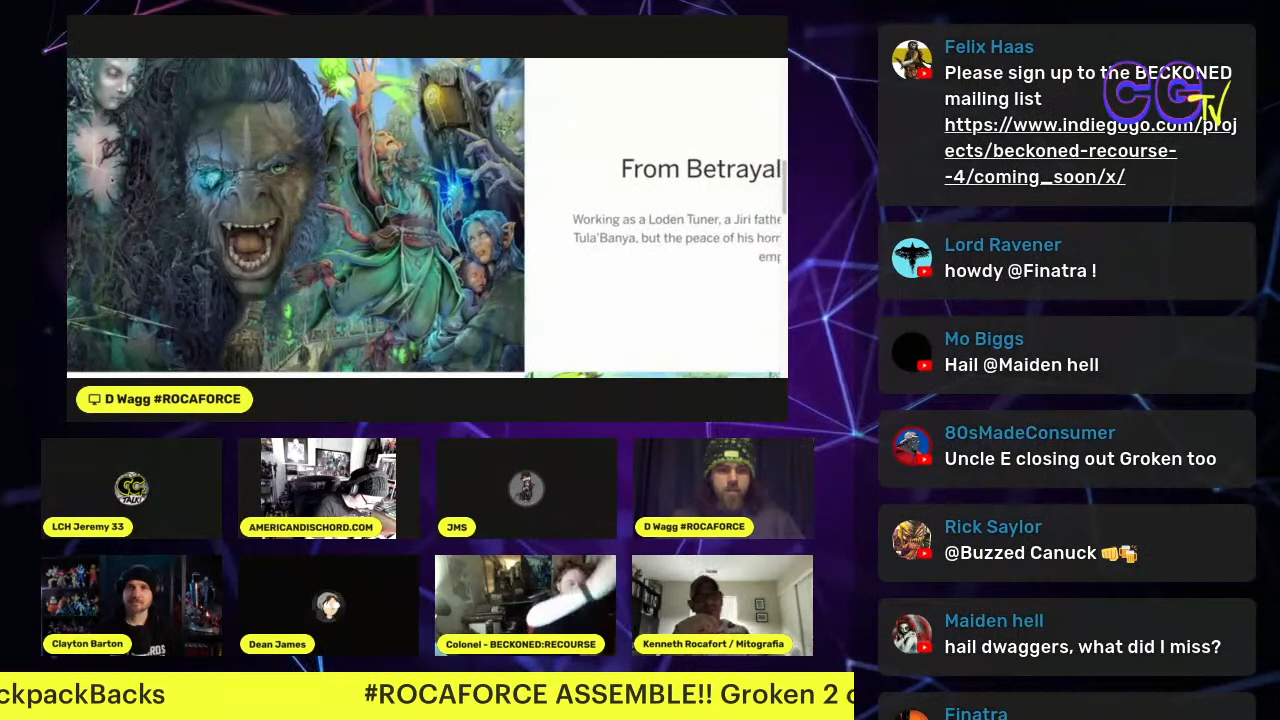 From Betrayal
Working as a Loden Tuner, a Jiri fathe
Tula'Banya, but the peace of his hom
emp
D Wagg #ROCAFORCE
LCH Jeremy 33
AMERICANDISCHORD.COM
JMS
D Wagg #ROCAFORCE
Clayton Barton
Dean James
Colonel - BECKONED:RECOURSE
Kenneth Rocafort / Mitografia
ckpackBacks
#ROCAFORCE ASSEMBLE!! Groken 2 c
Felix Haas
Please sign up to the BECKONED
mailing list
https://www.indiegogo.com/proj
ects/beckoned-recourse-
-4/coming_soon/x/
CG TV
Lord Ravener
howdy @Finatra !
Mo Biggs
Hail @Maiden hell
80sMadeConsumer
Uncle E closing out Groken too
Rick Saylor
@Buzzed Canuck 👊🍻
Maiden hell
hail dwaggers, what did I miss?
Finatra